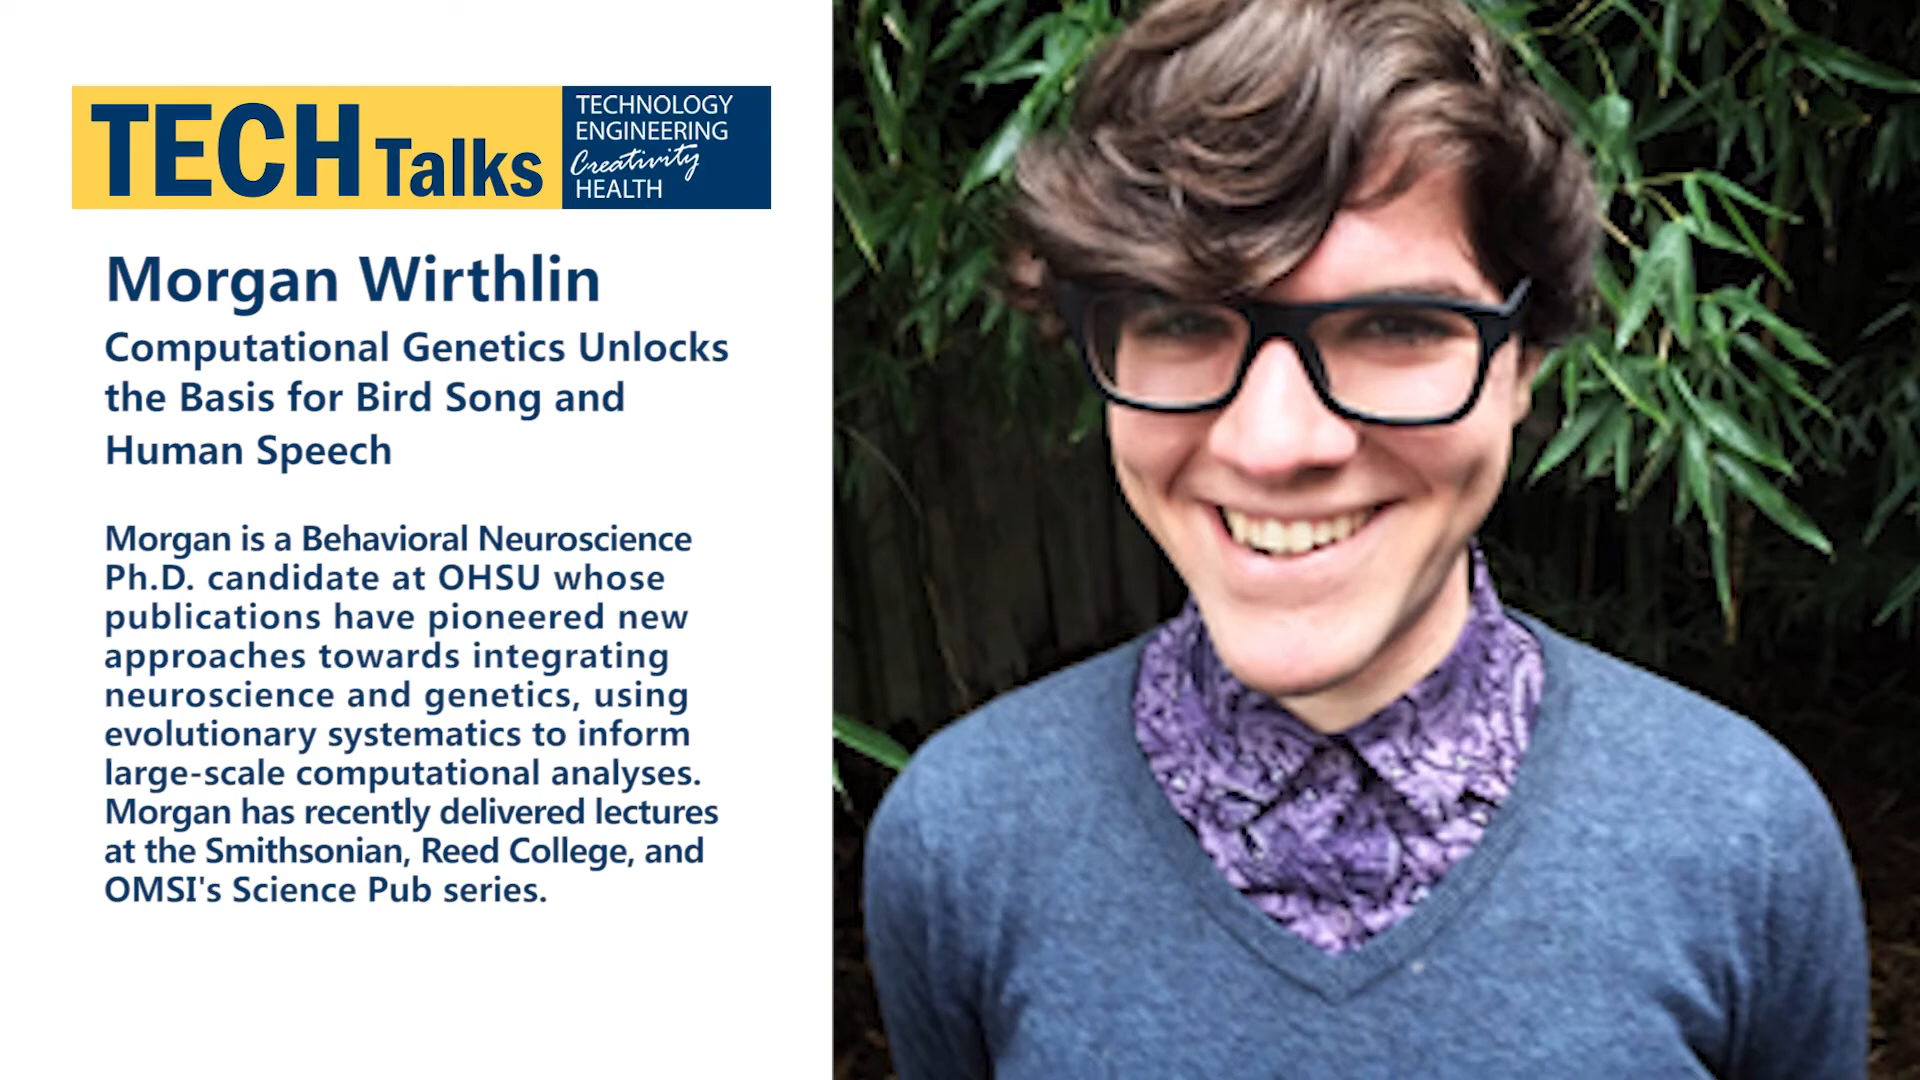 TECH Talks
TECHNOLOGY
ENGINEERING
Creativity
HEALTH
Morgan Wirthlin
Computational Genetics Unlocks
the Basis for Bird Song and
Human Speech
Morgan is a Behavioral Neuroscience
Ph.D. candidate at OHSU whose
publications have pioneered new
approaches towards integrating
neuroscience and genetics, using
evolutionary systematics to inform
large-scale computational analyses.
Morgan has recently delivered lectures
at the Smithsonian, Reed College, and
OMSI's Science Pub series.